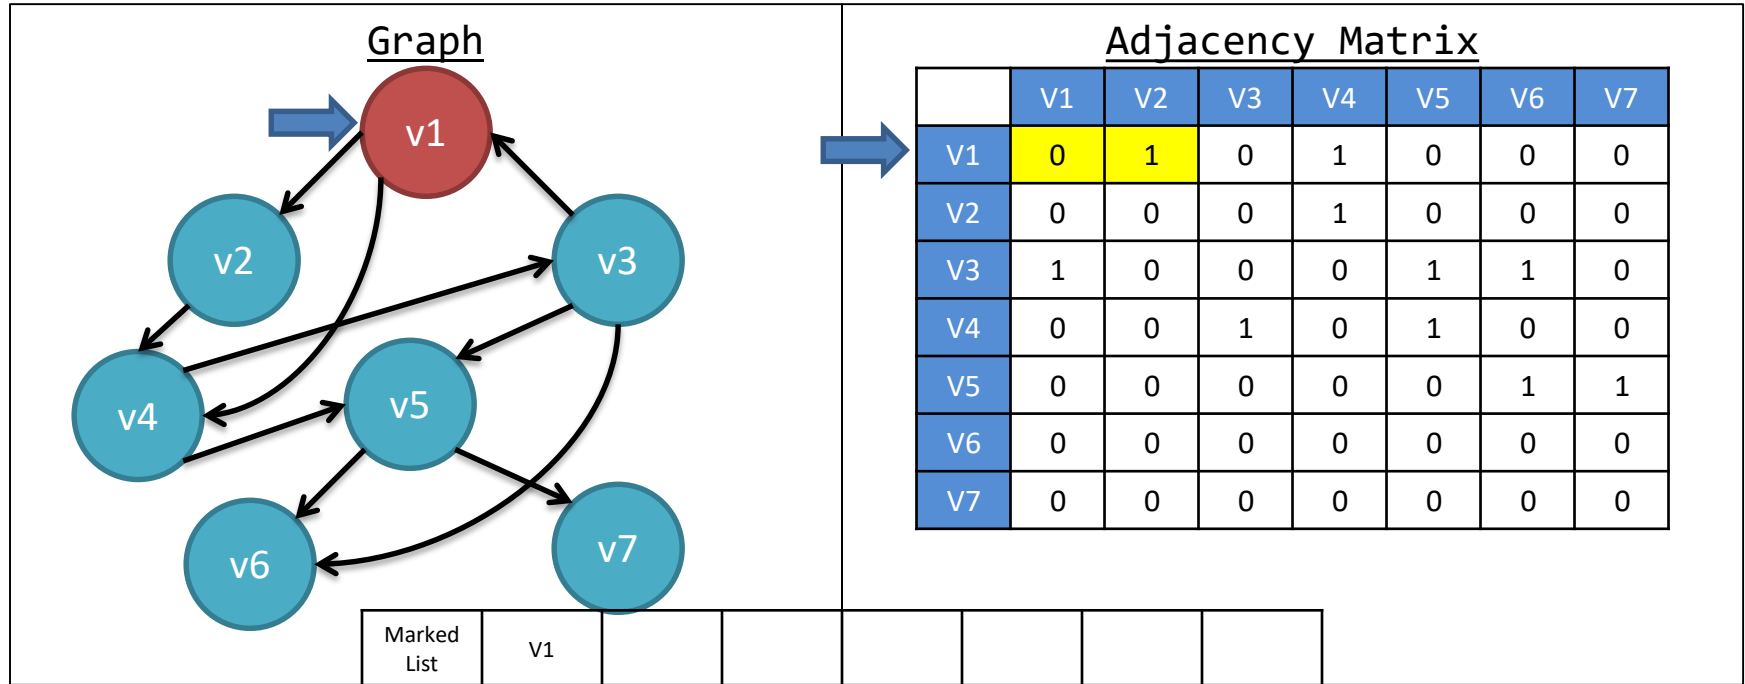 Graph
v1
v2
v3
v4
v5
v6
v7
Adjacency Matrix
V1 V2 V3 V4 V5 V6 V7
V1 0 1 0 1 0 0 0
V2 0 0 0 1 0 0 0
V3 1 0 0 0 1 1 0
V4 0 0 1 0 1 0 0
V5 0 0 0 0 0 1 1
V6 0 0 0 0 0 0 0
V7 0 0 0 0 0 0 0
Marked
List
V1